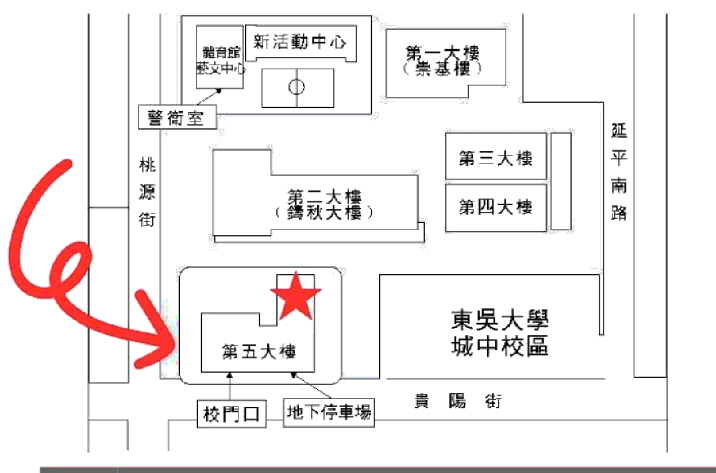 新活動中心
體育館
藝文中心
第一大樓
(崇基樓)
警衛室
延平南路
桃源街
第三大樓
第四大樓
第二大樓
(鑄秋大樓)
東吳大學
城中校區
第五大樓
校門口
地下停車場
貴陽街